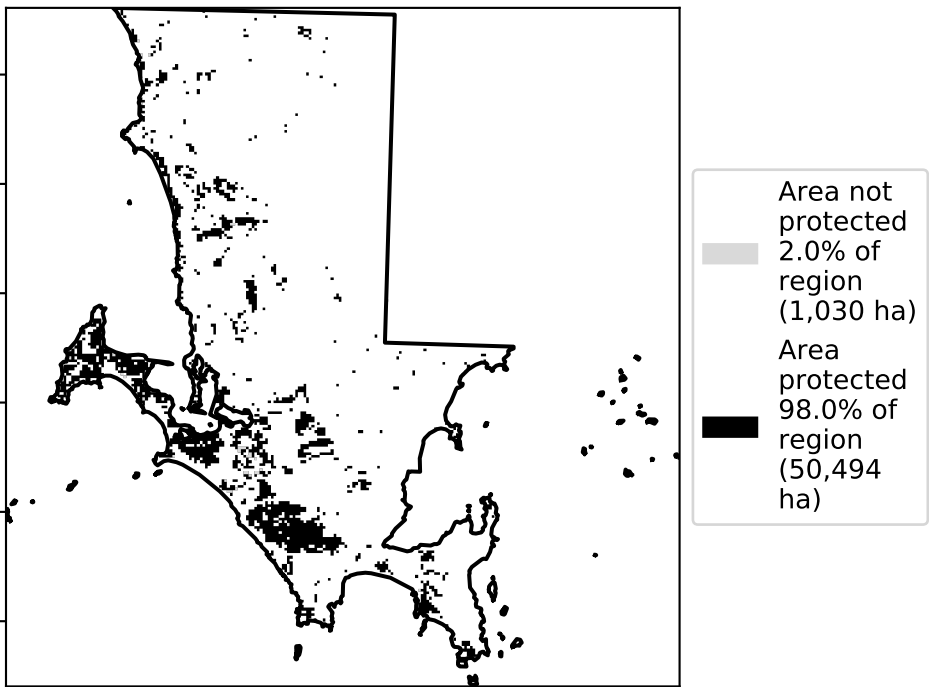 Area not
protected
2.0% of
region
(1,030 ha)
Area
protected
98.0% of
region
(50,494
ha)